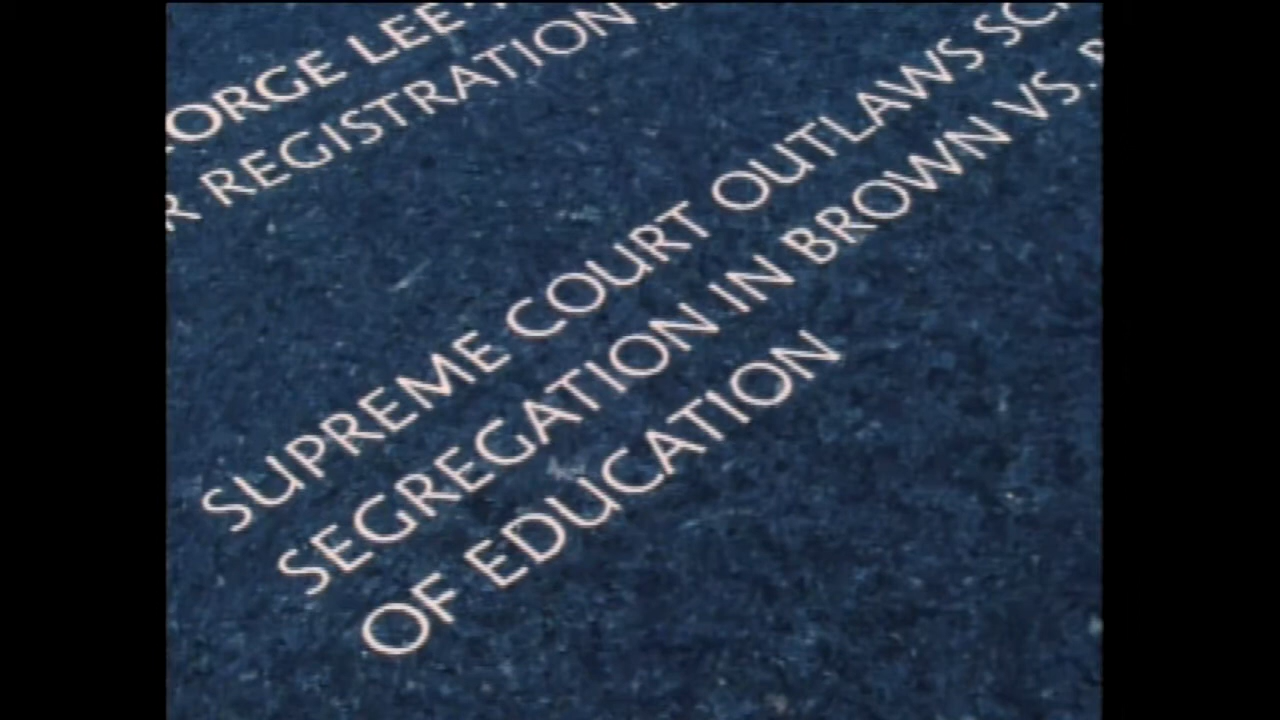 ORGE LEE
R REGISTRATION
SUPREME COURT OUTLAWS SC
SEGREGATION IN BROWN VS.
OF EDUCATION